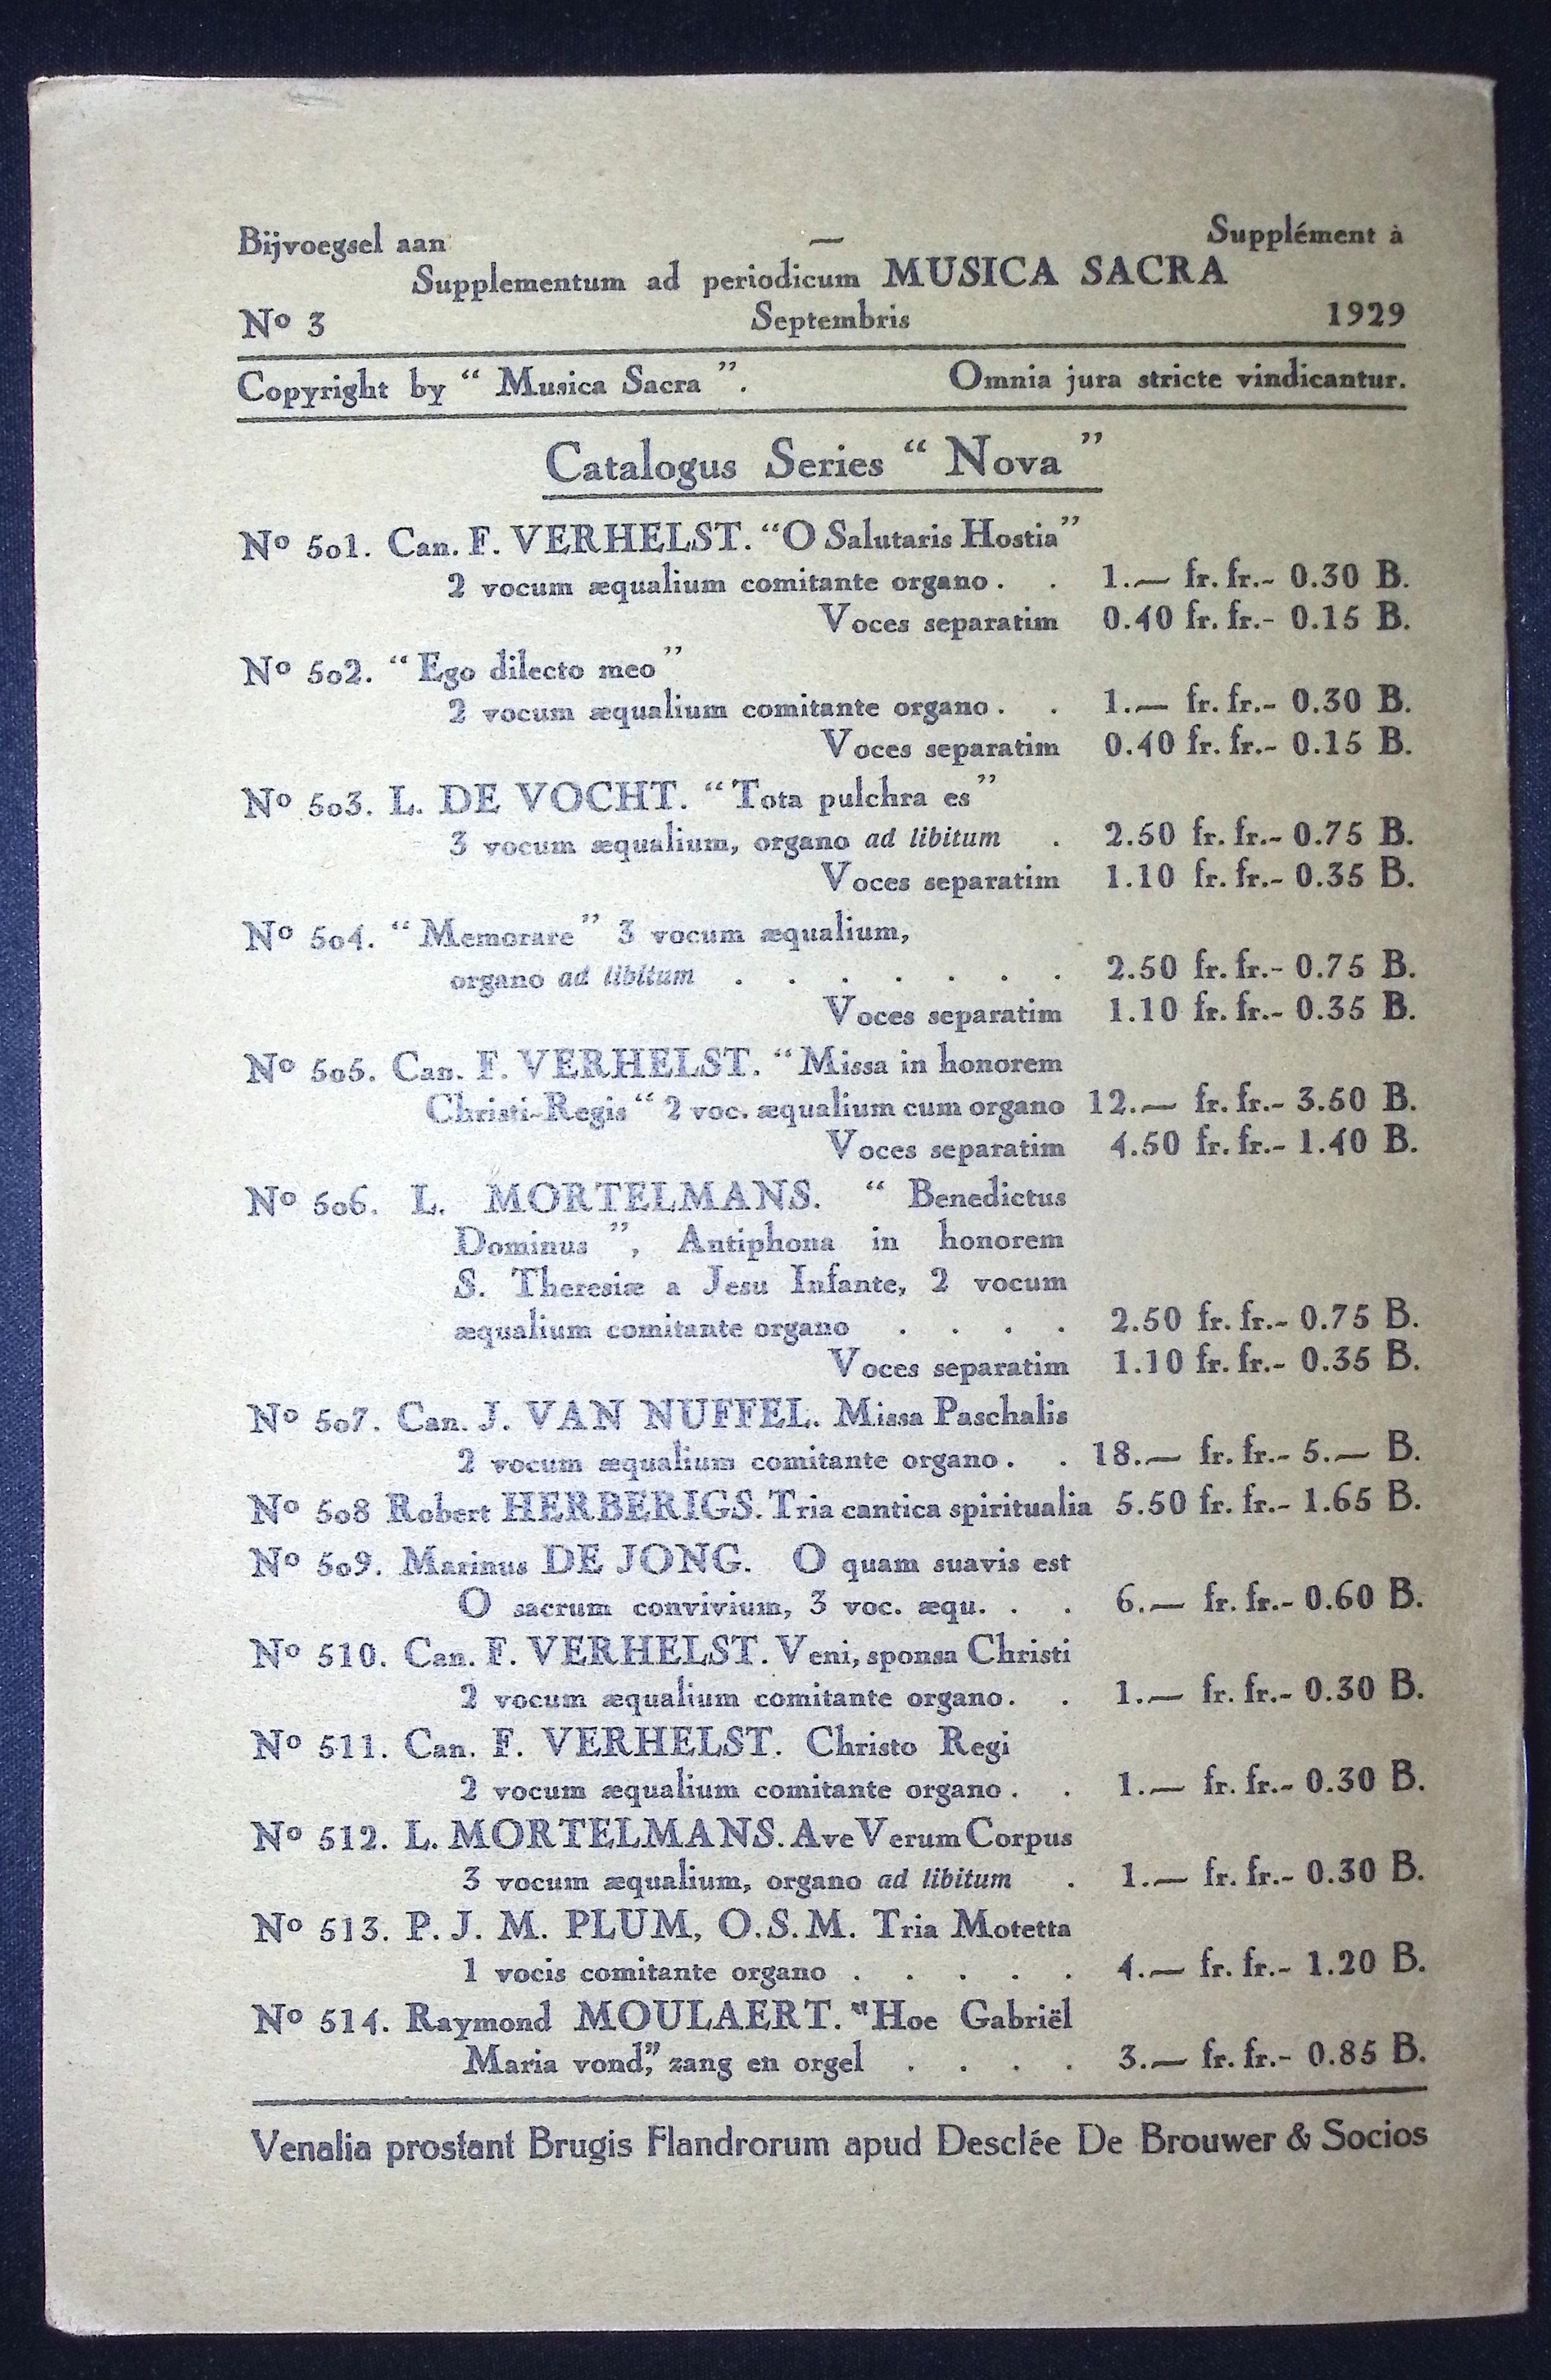 Bijvoegsel aan — Supplément à
Supplementum ad periodicum MUSICA SACRA
Nº 3 Septembris 1929
Copyright by “ Musica Sacra ”. Omnia jura stricte vindicantur.
Catalogus Series “ Nova ”
Nº 501. Can. F. VERHELST. “O Salutaris Hostia”
2 vocum æqualium comitante organo . . 1.— fr. fr.- 0.30 B.
Voces separatim 0.40 fr. fr.- 0.15 B.
Nº 502. “ Ego dilecto meo ”
2 vocum æqualium comitante organo . . 1.— fr. fr.- 0.30 B.
Voces separatim 0.40 fr. fr.- 0.15 B.
Nº 503. L. DE VOCHT. “ Tota pulchra es ”
3 vocum æqualium, organo ad libitum . 2.50 fr. fr.- 0.75 B.
Voces separatim 1.10 fr. fr.- 0.35 B.
Nº 504. “ Memorare ” 3 vocum æqualium,
organo ad libitum . . . . . . . 2.50 fr. fr.- 0.75 B.
Voces separatim 1.10 fr. fr.- 0.35 B.
Nº 505. Can. F. VERHELST. “ Missa in honorem
Christi-Regis “ 2 voc. æqualium cum organo 12.— fr. fr.- 3.50 B.
Voces separatim 4.50 fr. fr.- 1.40 B.
Nº 506. L. MORTELMANS. “ Benedictus
Dominus ”, Antiphona in honorem
S. Theresiæ a Jesu Infante, 2 vocum
æqualium comitante organo . . . . 2.50 fr. fr.- 0.75 B.
Voces separatim 1.10 fr. fr.- 0.35 B.
Nº 507. Can. J. VAN NUFFEL. Missa Paschalis
2 vocum æqualium comitante organo . . 18.— fr. fr.- 5.— B.
Nº 508 Robert HERBERIGS. Tria cantica spiritualia 5.50 fr. fr.- 1.65 B.
Nº 509. Marinus DE JONG. O quam suavis est
O sacrum convivium, 3 voc. æqu. . . 6.— fr. fr.- 0.60 B.
Nº 510. Can. F. VERHELST. Veni, sponsa Christi
2 vocum æqualium comitante organo . . 1.— fr. fr.- 0.30 B.
Nº 511. Can. F. VERHELST. Christo Regi
2 vocum æqualium comitante organo . . 1.— fr. fr.- 0.30 B.
Nº 512. L. MORTELMANS. Ave Verum Corpus
3 vocum æqualium, organo ad libitum . 1.— fr. fr.- 0.30 B.
Nº 513. P. J. M. PLUM, O.S.M. Tria Motetta
1 vocis comitante organo . . . . . 4.— fr. fr.- 1.20 B.
Nº 514. Raymond MOULAERT. “Hoe Gabriël
Maria vond,” zang en orgel . . . . 3.— fr. fr.- 0.85 B.
Venalia prostant Brugis Flandrorum apud Desclée De Brouwer & Socios